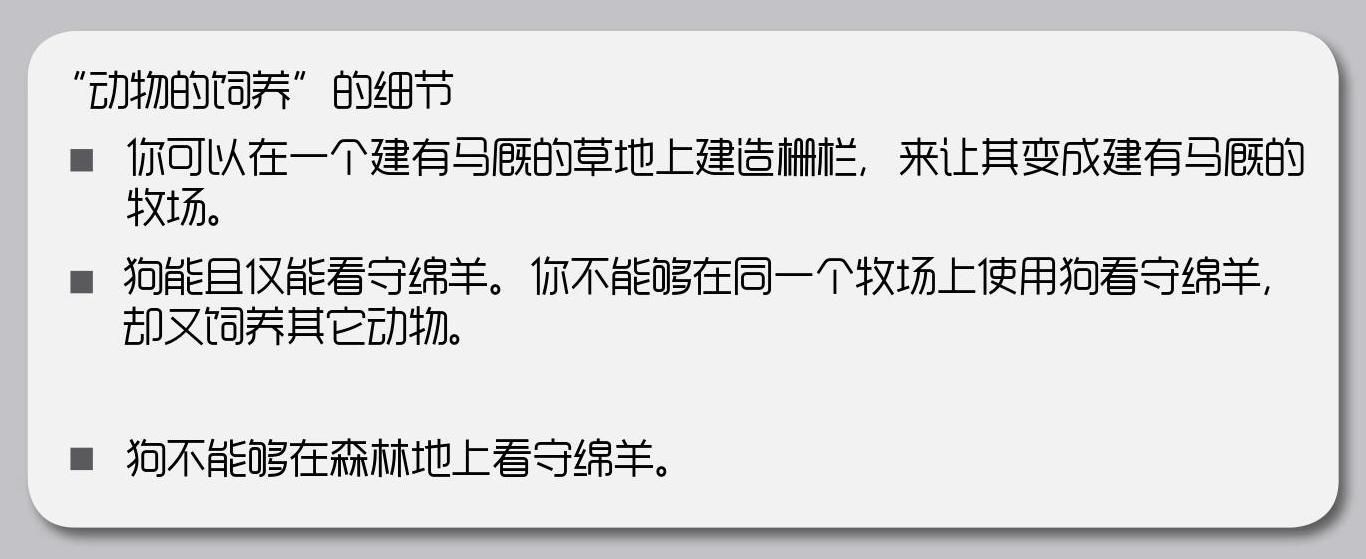 “动物的饲养”的细节
■ 你可以在一个建有马厩的草地上建造栅栏，来让其变成建有马厩的
牧场。
■ 狗能且仅能看守绵羊。你不能够在同一个牧场上使用狗看守绵羊，
却又饲养其它动物。
■ 狗不能够在森林地上看守绵羊。